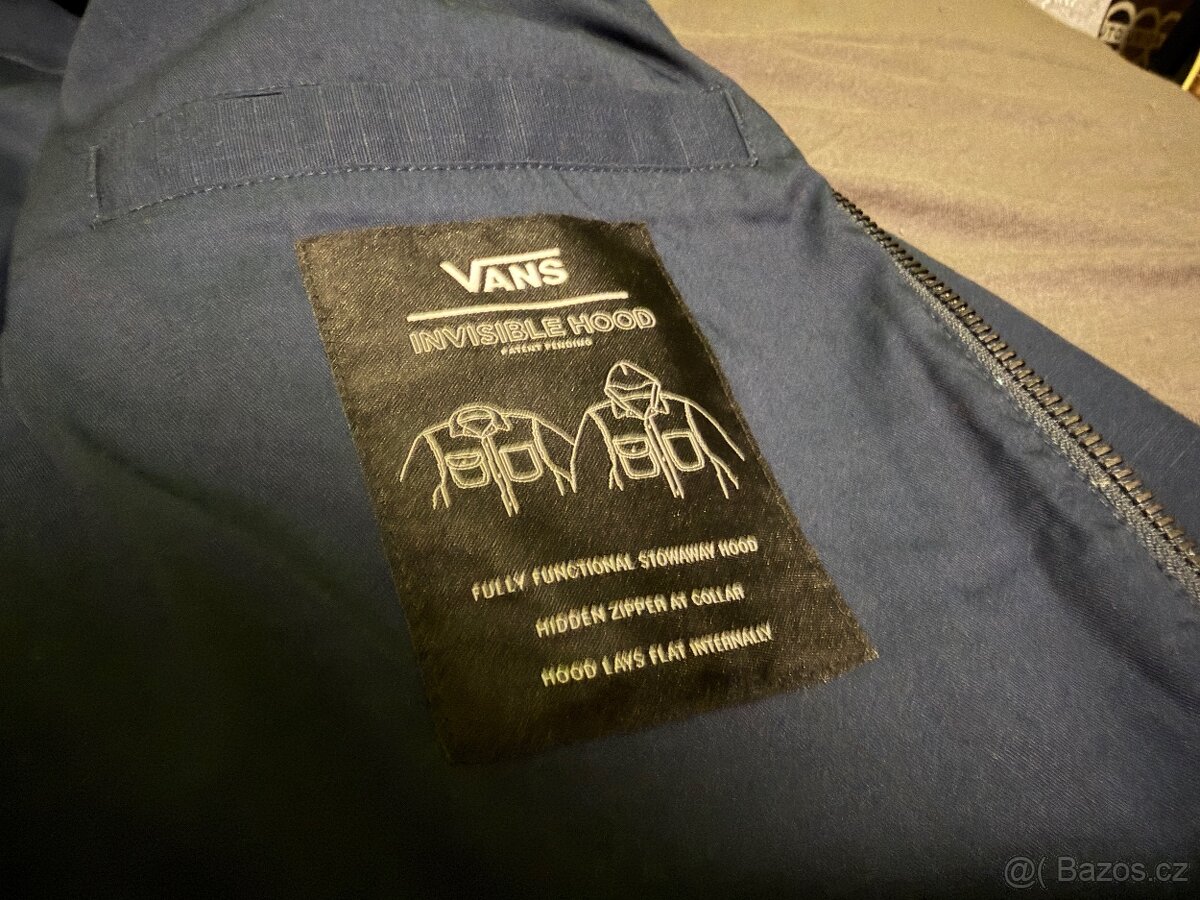 VANS
INVISIBLE HOOD
PATENT PENDING
FULLY FUNCTIONAL STOWAWAY HOOD
HIDDEN ZIPPER AT COLLAR
HOOD LAYS FLAT INTERNALLY
@( Bazos.cz